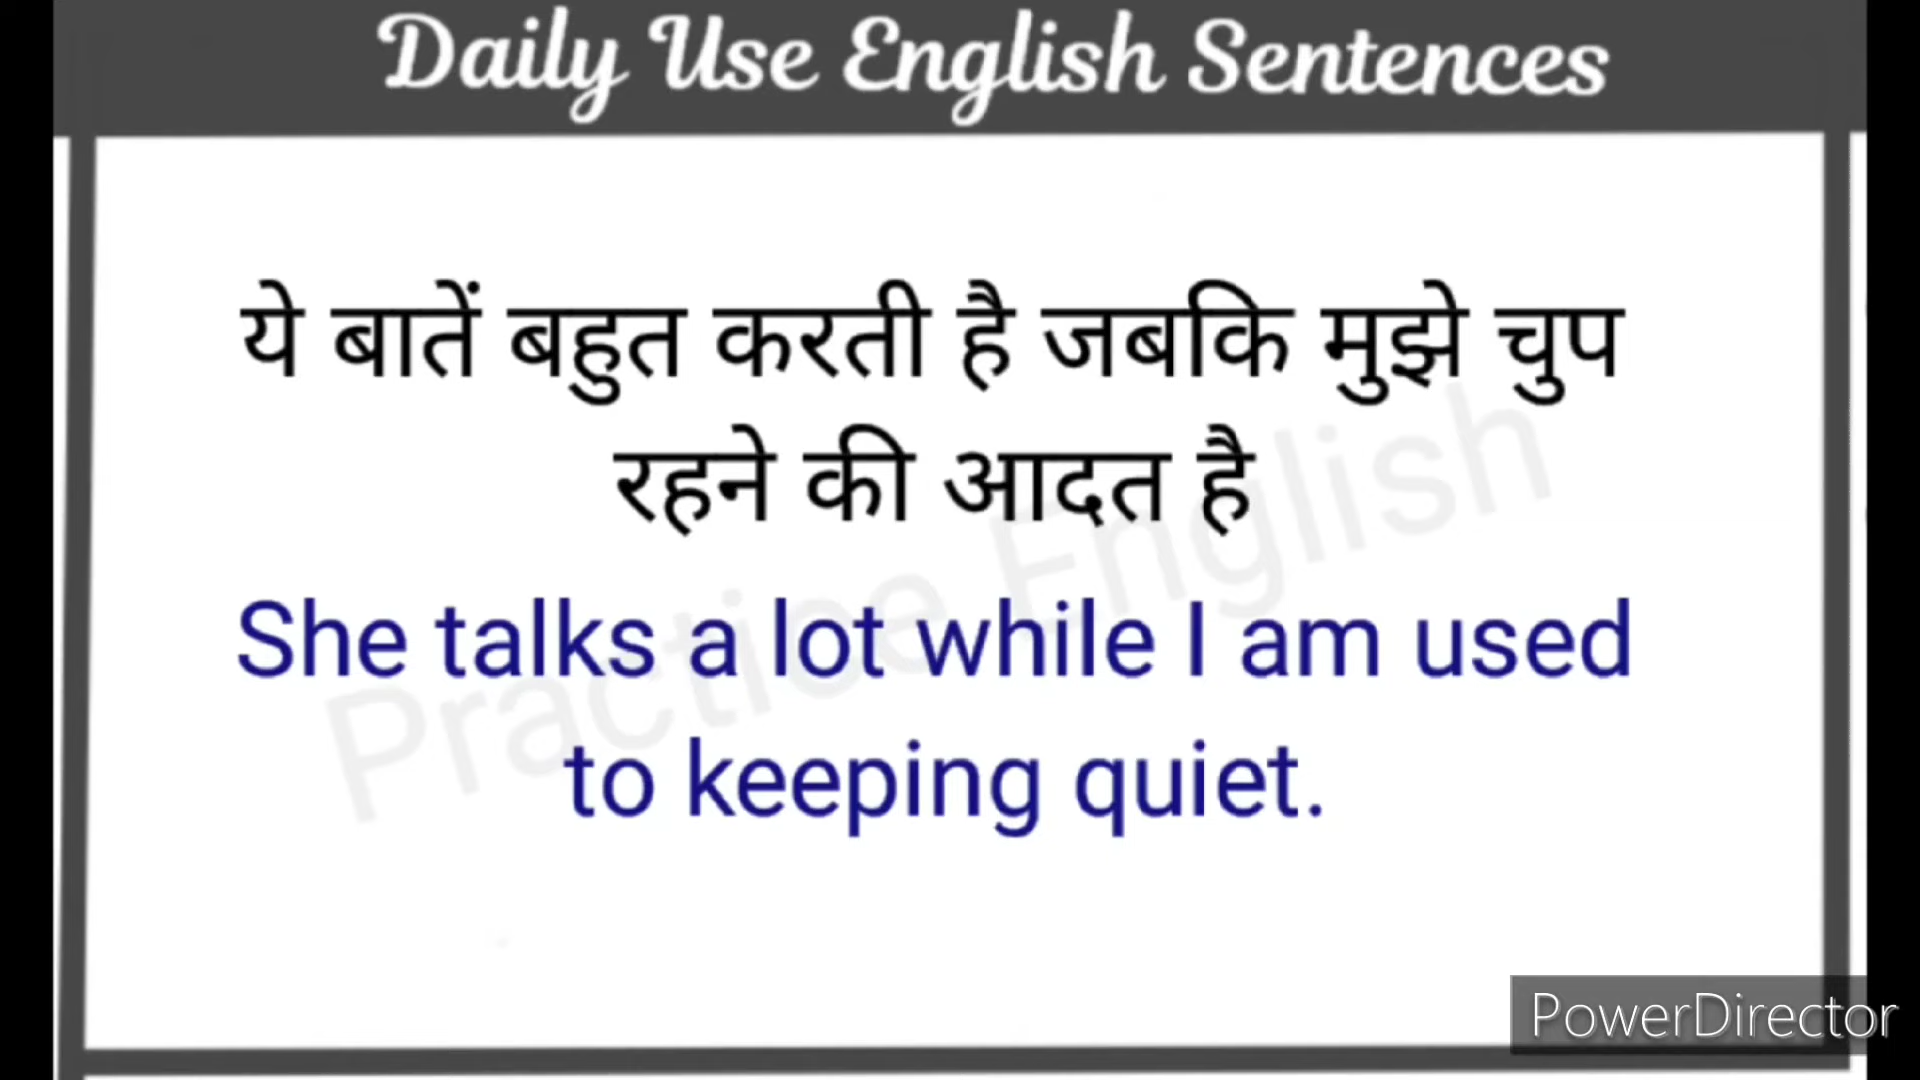 Daily Use English Sentences
ये बातें बहुत करती है जबकि मुझे चुप
रहने की आदत है
She talks a lot while I am used
to keeping quiet.
Practice English
PowerDirector